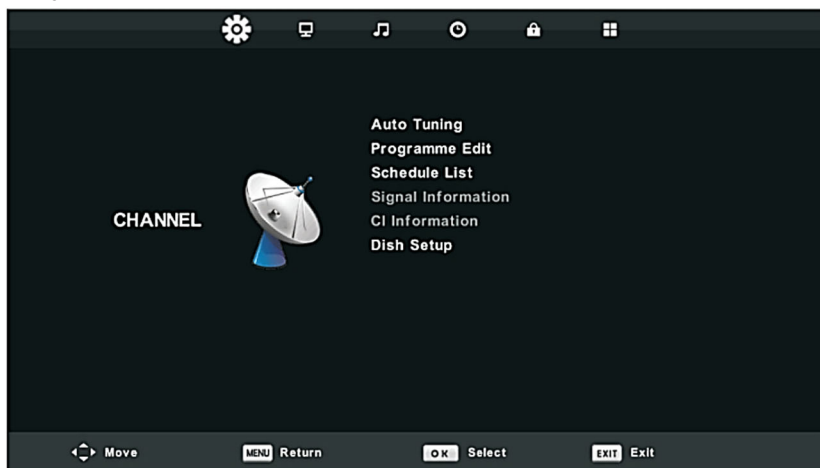 Auto Tuning
Programme Edit
Schedule List
Signal Information
CHANNEL
CI Information
Dish Setup
Move
MENU Return
OK Select
EXIT Exit